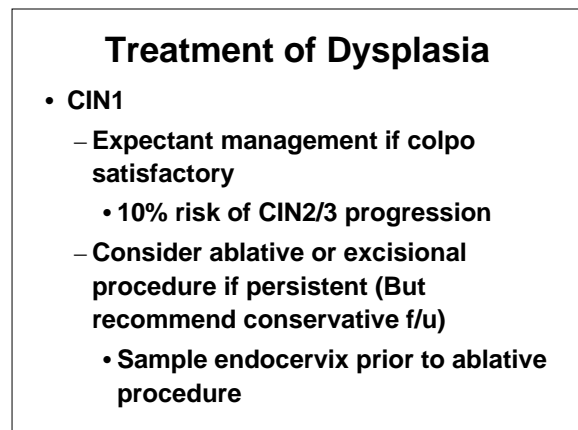 Treatment of Dysplasia
• CIN1
– Expectant management if colpo
satisfactory
• 10% risk of CIN2/3 progression
– Consider ablative or excisional
procedure if persistent (But
recommend conservative f/u)
• Sample endocervix prior to ablative
procedure